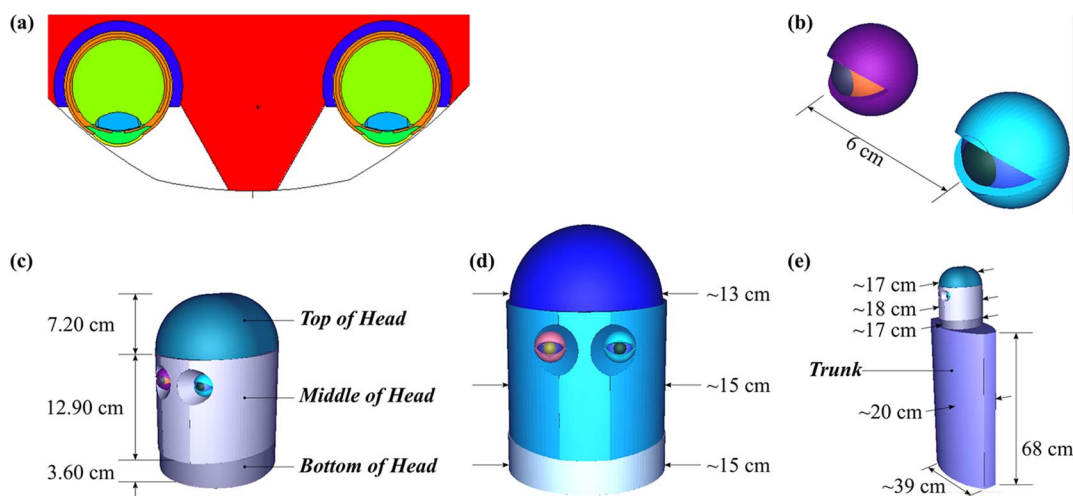 (a)
(b)
6 cm
(c)
7.20 cm
12.90 cm
3.60 cm
Top of Head
Middle of Head
Bottom of Head
(d)
~13 cm
~15 cm
~15 cm
(e)
~17 cm
~18 cm
~17 cm
Trunk
~20 cm
68 cm
~39 cm